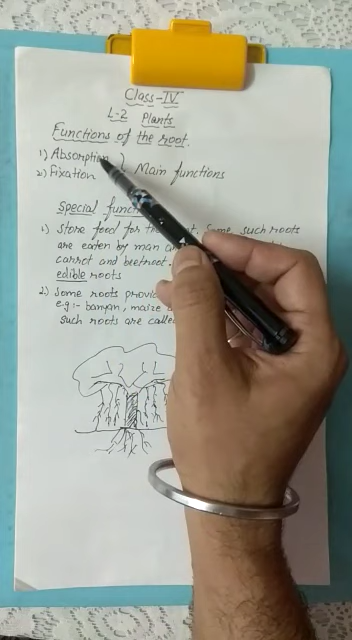 Class-IV
L-2 Plants
Functions of the root.
1) Absorption
2) Fixation
Main functions
Special
1) Store food for the Some such roots
are eaten by man
carrot and beetroot.
edible roots
2) Some roots
e.g:- banyan, maize
such roots are called